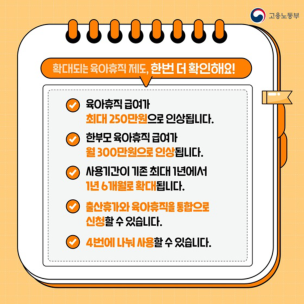 고용노동부
확대되는 육아휴직 제도, 한번 더 확인해요!
육아휴직 급여가
최대 250만원으로 인상됩니다.
한부모 육아휴직 급여가
월 300만원으로 인상됩니다.
사용기간이 기존 최대 1년에서
1년 6개월로 확대됩니다.
출산휴가와 육아휴직을 통합으로
신청할 수 있습니다.
4번에 나눠 사용할 수 있습니다.